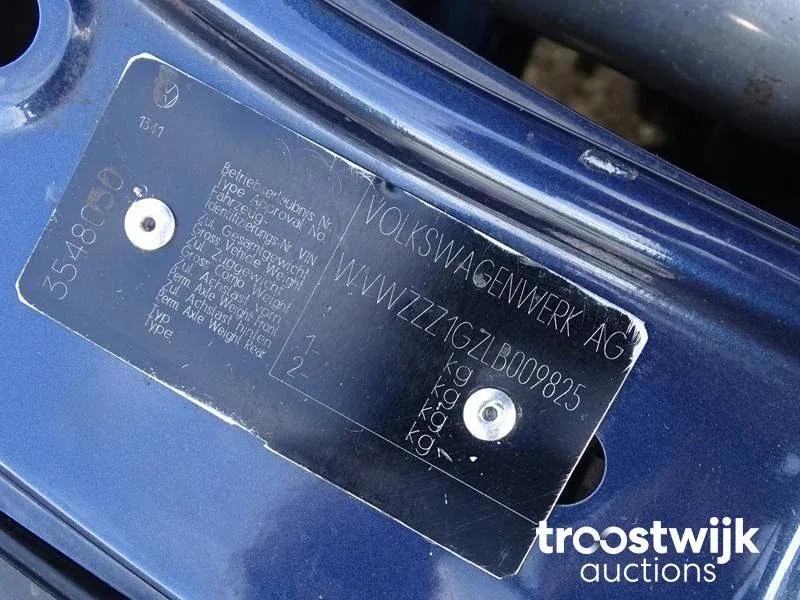 1341
3548050
VOLKSWAGENWERK AG
Betriebserlaubnis Nr.
Type Approval No.
Fahrzeug-
Identifizierungs-Nr. VIN
WVWZZZ1GZLB009825
Zul. Gesamtgewicht
Gross Vehicle Weight
kg
Zul. Zuggewicht
Gross Comb. Weight
kg
Zul. Achslast vorn
Perm. Axle Weight Front
1-
kg
Zul. Achslast hinten
Perm. Axle Weight Rear
2-
kg
Typ
Type
troostwijk
auctions